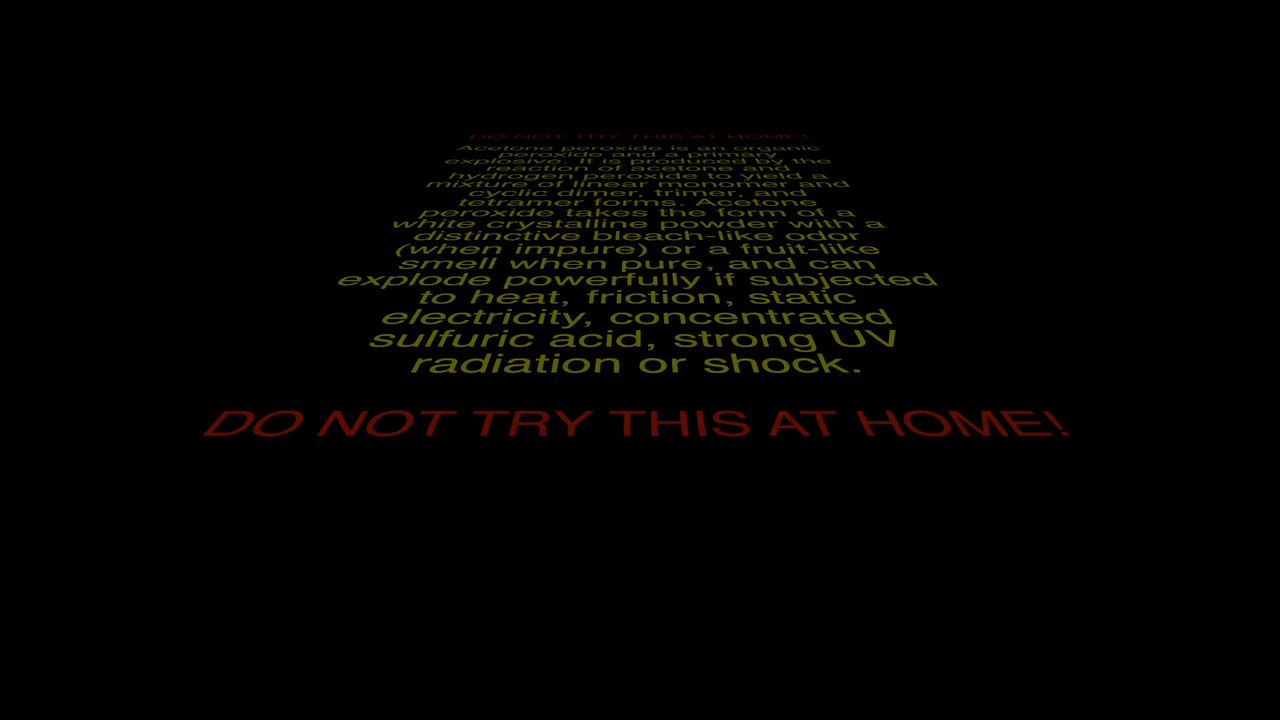 DO NOT TRY THIS AT HOME!
Acetone peroxide is an organic
peroxide and a primary
explosive. It is produced by the
reaction of acetone and
hydrogen peroxide to yield a
mixture of linear monomer and
cyclic dimer, trimer, and
tetramer forms. Acetone
peroxide takes the form of a
white crystalline powder with a
distinctive bleach-like odor
(when impure) or a fruit-like
smell when pure, and can
explode powerfully if subjected
to heat, friction, static
electricity, concentrated
sulfuric acid, strong UV
radiation or shock.
DO NOT TRY THIS AT HOME!